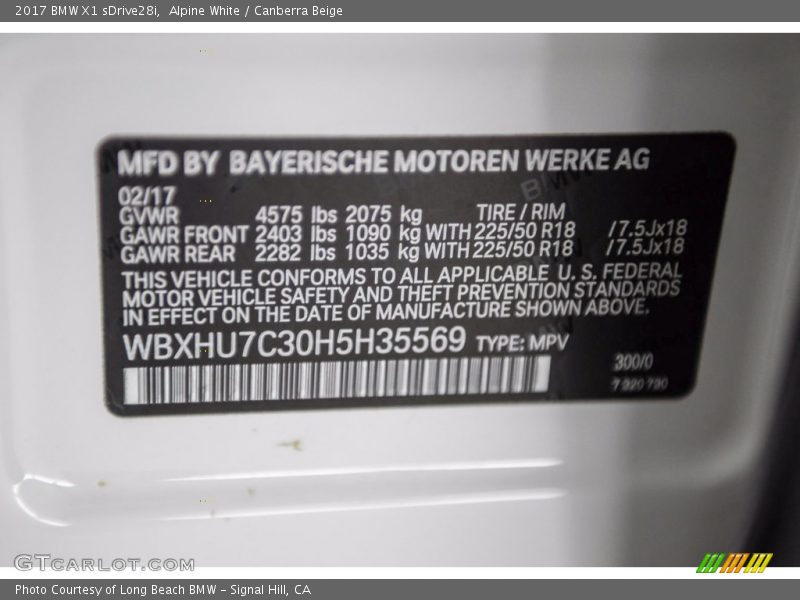 2017 BMW X1 sDrive28i,  Alpine White / Canberra Beige
MFD BY BAYERISCHE MOTOREN WERKE AG
02/17
GVWR 4575 lbs 2075 kg TIRE / RIM
GAWR FRONT 2403 lbs 1090 kg WITH 225/50 R18 /7.5Jx18
GAWR REAR 2282 lbs 1035 kg WITH 225/50 R18 /7.5Jx18
THIS VEHICLE CONFORMS TO ALL APPLICABLE U. S. FEDERAL
MOTOR VEHICLE SAFETY AND THEFT PREVENTION STANDARDS
IN EFFECT ON THE DATE OF MANUFACTURE SHOWN ABOVE.
WBXHU7C30H5H35569 TYPE: MPV
300/0
GTCARLOT.COM
Photo Courtesy of Long Beach BMW - Signal Hill, CA